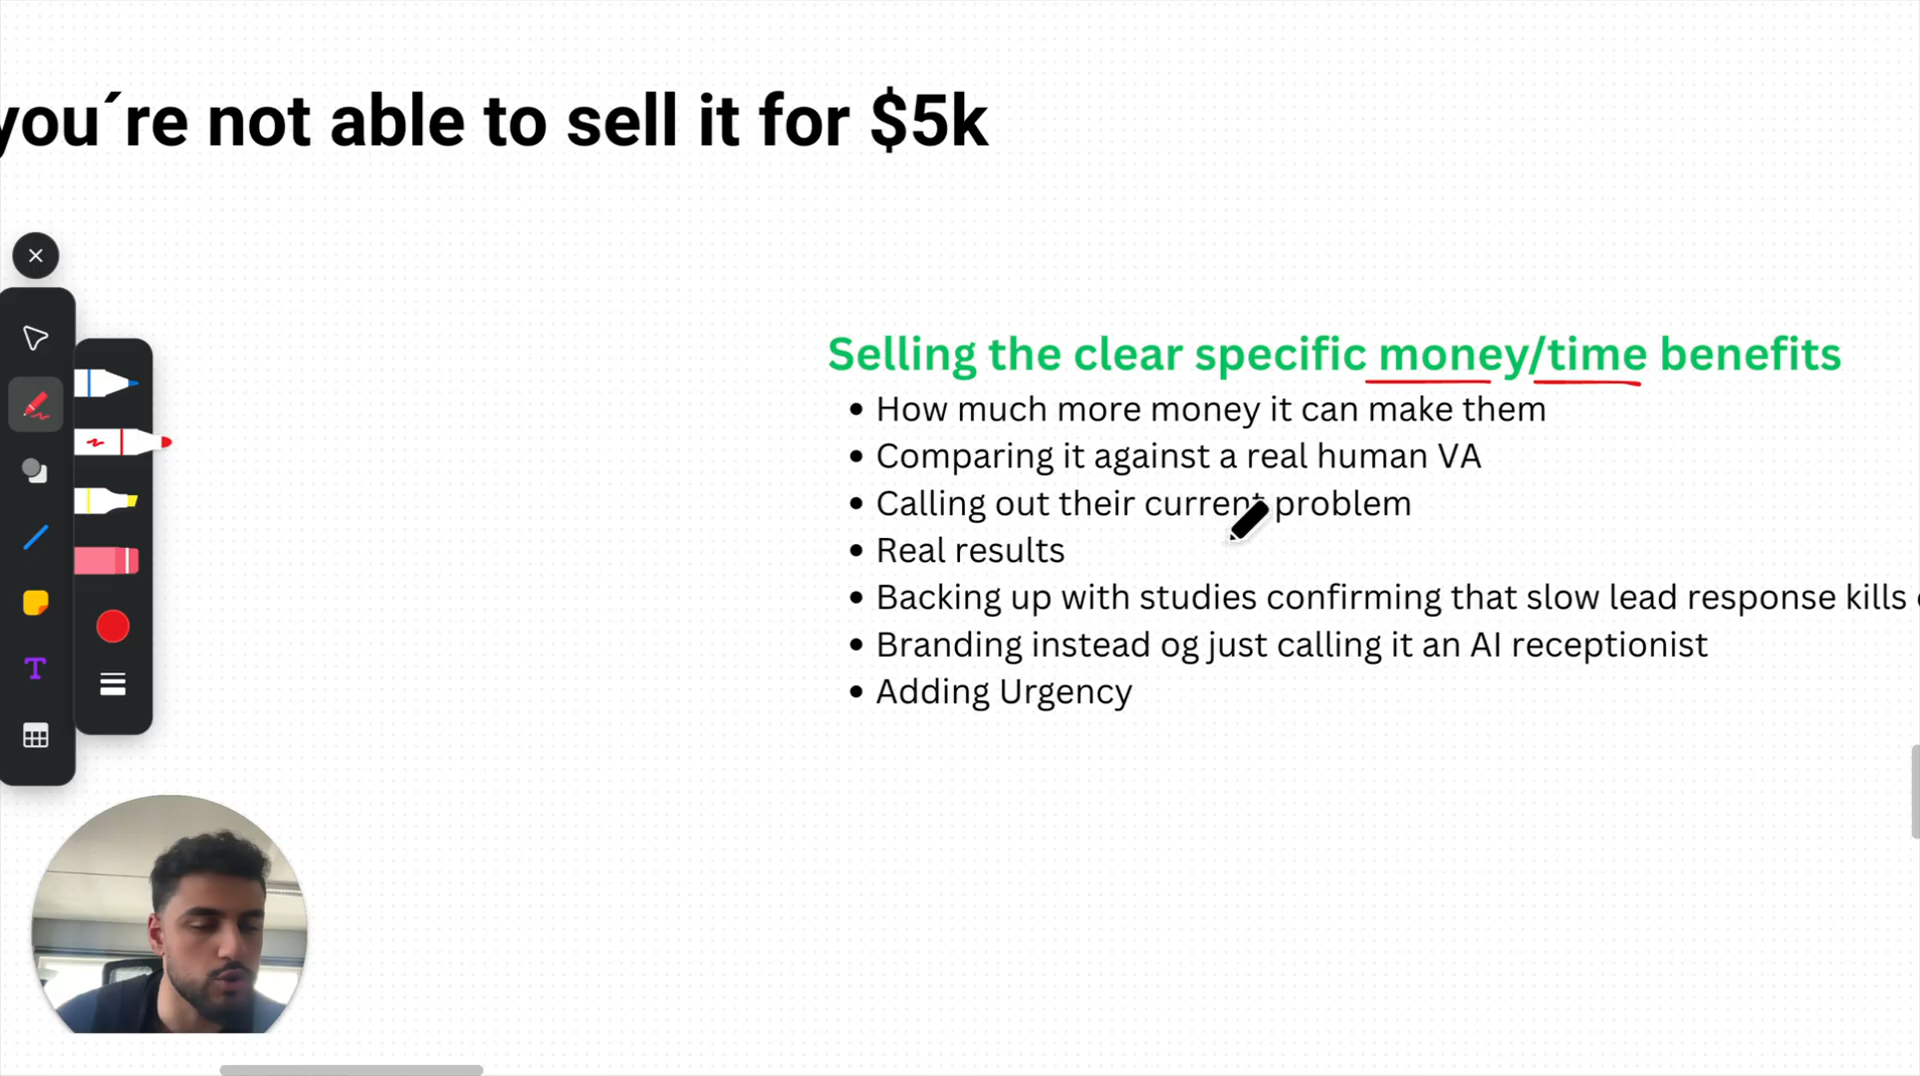 you´re not able to sell it for $5k
Selling the clear specific money/time benefits
• How much more money it can make them
• Comparing it against a real human VA
• Calling out their current problem
• Real results
• Backing up with studies confirming that slow lead response kills
• Branding instead og just calling it an AI receptionist
• Adding Urgency